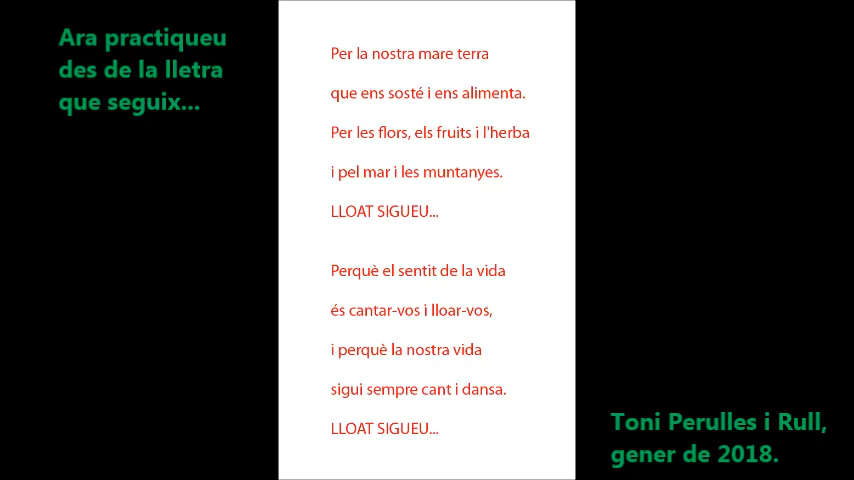 Ara practiqueu
des de la lletra
que seguix...
Per la nostra mare terra
que ens sosté i ens alimenta.
Per les flors, els fruits i l'herba
i pel mar i les muntanyes.
LLOAT SIGUEU...
Perquè el sentit de la vida
és cantar-vos i lloar-vos,
i perquè la nostra vida
sigui sempre cant i dansa.
LLOAT SIGUEU...
Toni Perulles i Rull,
gener de 2018.